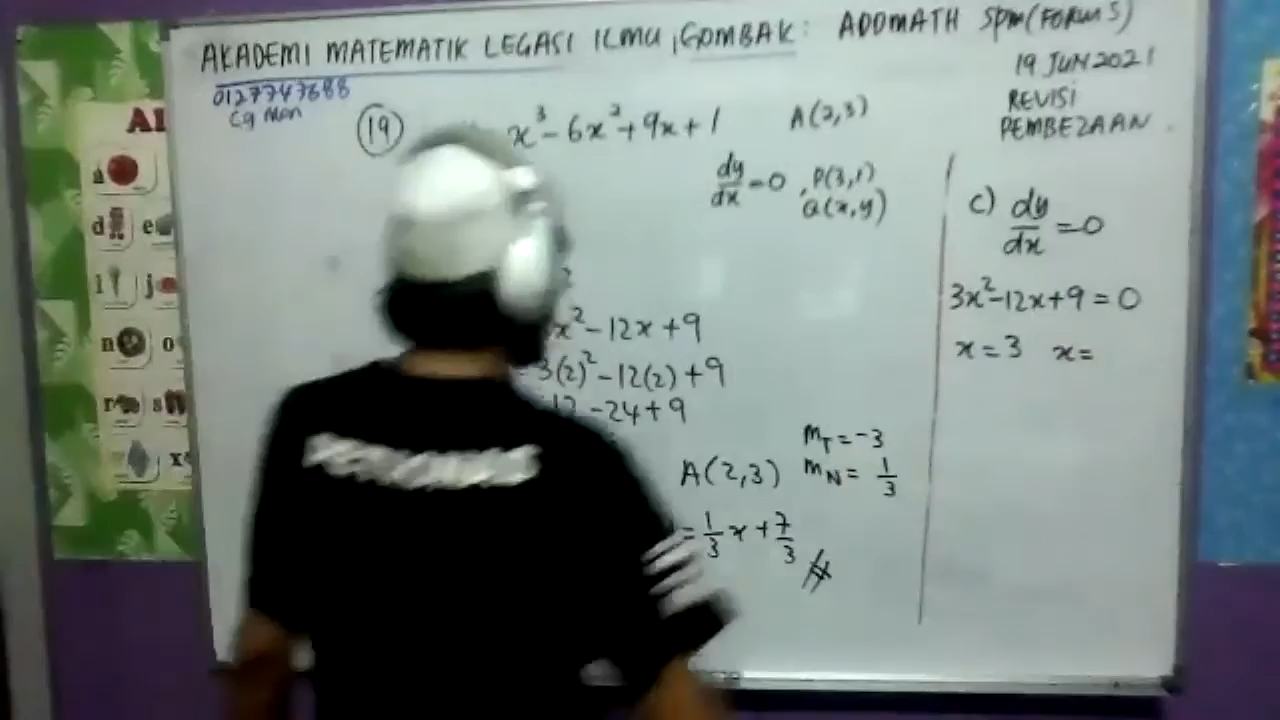 AKADEMI MATEMATIK LEGASI ILMU, GOMBAK: ADDMATH SPM (FORM 5)
0127747688
Cg Man
19 JUN 2021
REVISI
PEMBEZAAN
19
x³ - 6x² + 9x + 1
A(2,3)
dy/dx = 0, P(3,1)
Q(x,y)
x² - 12x + 9
3(2)² - 12(2) + 9
12 - 24 + 9
A(2,3)
m_T = -3
m_N = 1/3
= 1/3 x + 7/3
c) dy/dx = 0
3x² - 12x + 9 = 0
x = 3 x =
a
d e
l j
n o
r s
x